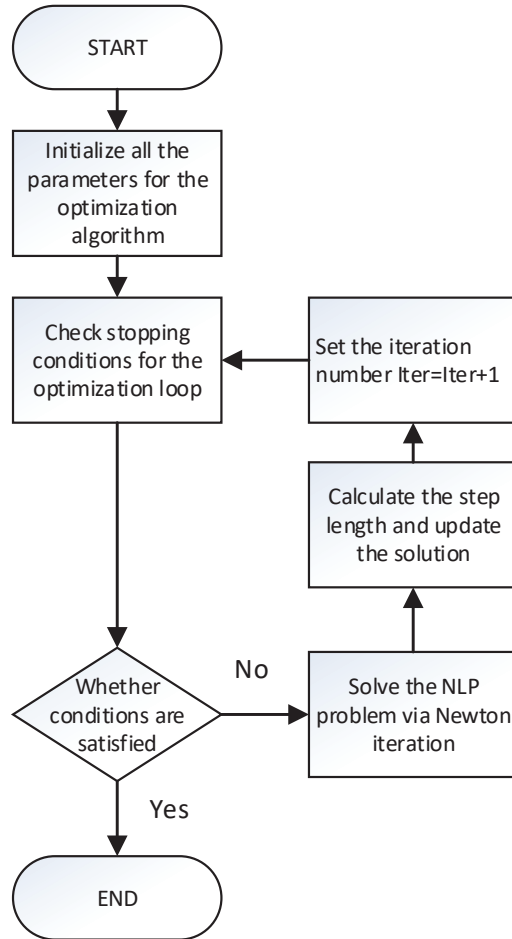 START
Initialize all the
parameters for the
optimization
algorithm
Check stopping
conditions for the
optimization loop
Set the iteration
number Iter=Iter+1
Calculate the step
length and update
the solution
No
Whether
conditions are
satisfied
Solve the NLP
problem via Newton
iteration
Yes
END